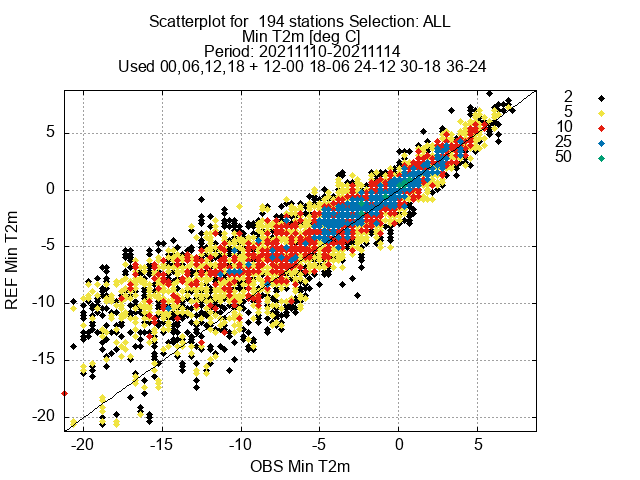 Scatterplot for  194 stations Selection: ALL
Min T2m [deg C]
Period: 20211110-20211114
Used 00,06,12,18 + 12-00 18-06 24-12 30-18 36-24
2
5
10
25
50
5
0
-5
-10
-15
-20
REF Min T2m
-20 -15 -10 -5 0 5
OBS Min T2m